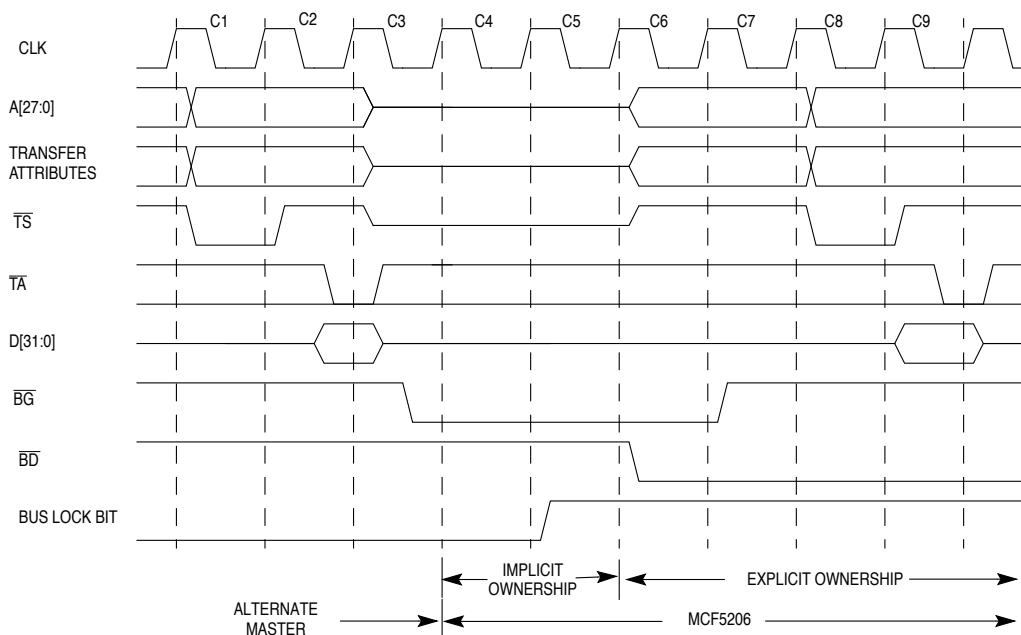 C1 C2 C3 C4 C5 C6 C7 C8 C9
CLK
A[27:0]
TRANSFER
ATTRIBUTES
TS
TA
D[31:0]
BG
BD
BUS LOCK BIT
IMPLICIT
OWNERSHIP
EXPLICIT OWNERSHIP
ALTERNATE
MASTER
MCF5206